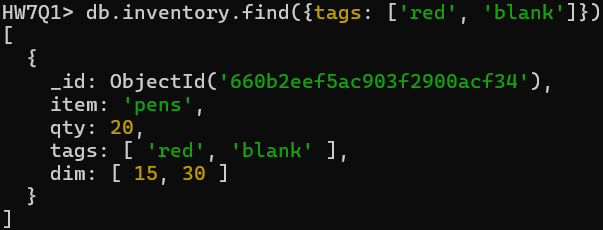 HW7Q1> db.inventory.find({tags: ['red', 'blank']})
[
  {
    _id: ObjectId('660b2eef5ac903f2900acf34'),
    item: 'pens',
    qty: 20,
    tags: [ 'red', 'blank' ],
    dim: [ 15, 30 ]
  }
]